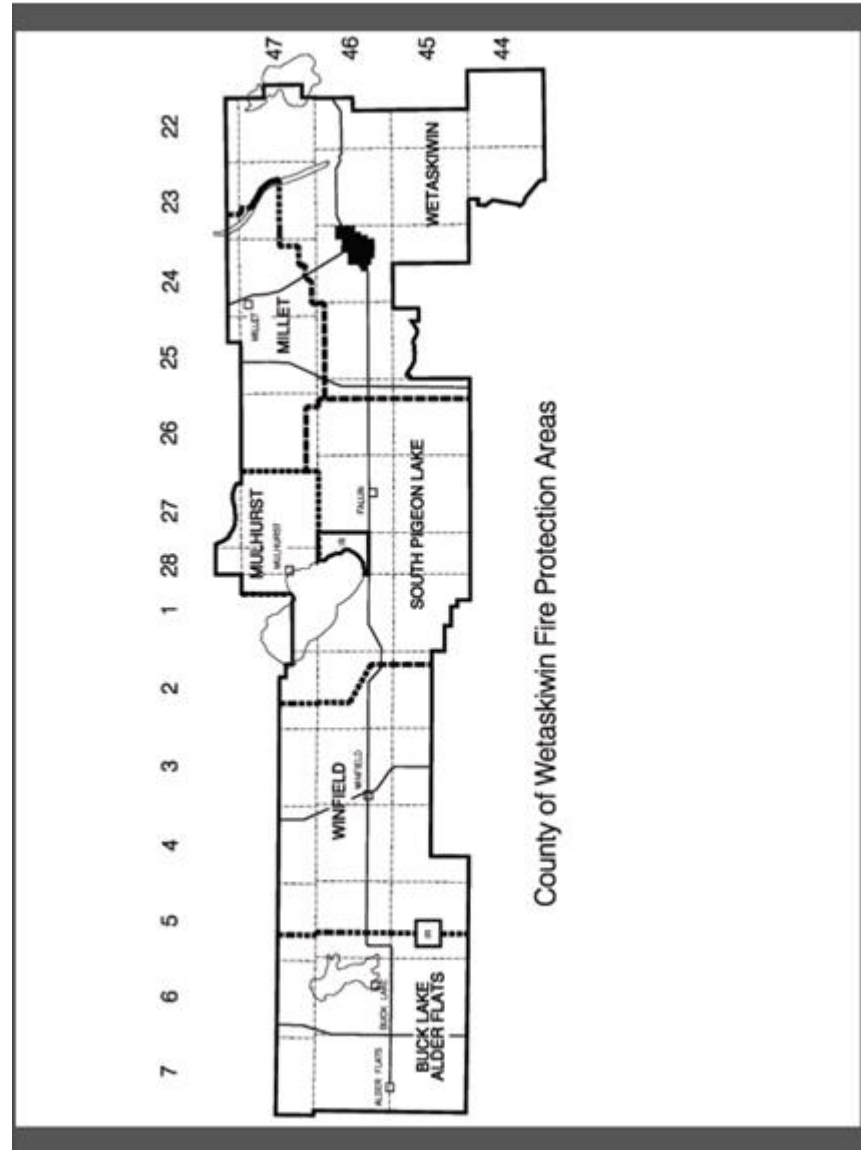 47
46
45
44
7
6
5
4
3
2
1
28
27
26
25
24
23
22
MULHURST
MULHURST
MILLET
MILLET
WETASKIWIN
WINFIELD
WINFIELD
FALUN
SOUTH PIGEON LAKE
BUCK LAKE
ALDER FLATS
BUCK LAKE
ALDER FLATS
County of Wetaskiwin Fire Protection Areas